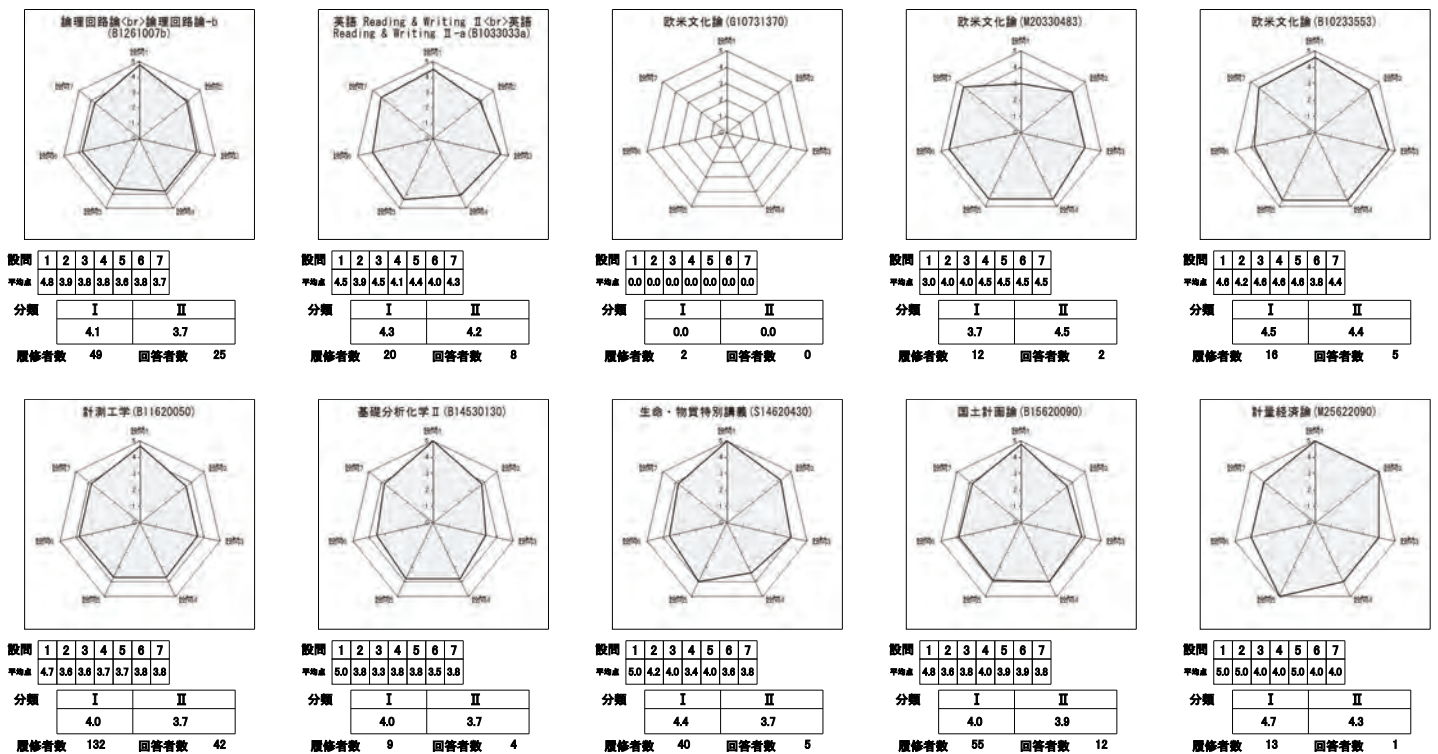 論理回路論<br>論理回路論-b
(B1261007b)
設問1
設問 1 2 3 4 5 6 7
平均点 4.8 3.9 3.8 3.8 3.6 3.8 3.7
分類 Ⅰ Ⅱ
4.1 3.7
履修者数 49 回答者数 25
英語 Reading & Writing Ⅱ<br>英語
Reading & Writing Ⅱ-a(B1033033a)
設問 1 2 3 4 5 6 7
平均点 4.5 3.9 4.5 4.1 4.4 4.0 4.3
分類 Ⅰ Ⅱ
4.3 4.2
履修者数 20 回答者数 8
欧米文化論(G10731370)
設問 1 2 3 4 5 6 7
平均点 0.0 0.0 0.0 0.0 0.0 0.0 0.0
分類 Ⅰ Ⅱ
0.0 0.0
履修者数 2 回答者数 0
欧米文化論(M20330483)
設問 1 2 3 4 5 6 7
平均点 3.0 4.0 4.0 4.5 4.5 4.5 4.5
分類 Ⅰ Ⅱ
3.7 4.5
履修者数 12 回答者数 2
欧米文化論(B10233553)
設問 1 2 3 4 5 6 7
平均点 4.6 4.2 4.6 4.6 4.6 3.8 4.4
分類 Ⅰ Ⅱ
4.5 4.4
履修者数 16 回答者数 5
計測工学(B11620050)
設問 1 2 3 4 5 6 7
平均点 4.7 3.6 3.6 3.7 3.7 3.8 3.8
分類 Ⅰ Ⅱ
4.0 3.7
履修者数 132 回答者数 42
基礎分析化学Ⅱ(B14530130)
設問 1 2 3 4 5 6 7
平均点 5.0 3.8 3.3 3.8 3.8 3.5 3.8
分類 Ⅰ Ⅱ
4.0 3.7
履修者数 9 回答者数 4
生命・物質特別講義(S14620430)
設問 1 2 3 4 5 6 7
平均点 5.0 4.2 4.0 3.4 4.0 3.6 3.8
分類 Ⅰ Ⅱ
4.4 3.7
履修者数 40 回答者数 5
国土計画論(B15620090)
設問 1 2 3 4 5 6 7
平均点 4.8 3.6 3.8 4.0 3.9 3.9 3.8
分類 Ⅰ Ⅱ
4.0 3.9
履修者数 55 回答者数 12
計量経済論(M25622090)
設問 1 2 3 4 5 6 7
平均点 5.0 5.0 4.0 4.0 5.0 4.0 4.0
分類 Ⅰ Ⅱ
4.7 4.3
履修者数 13 回答者数 1